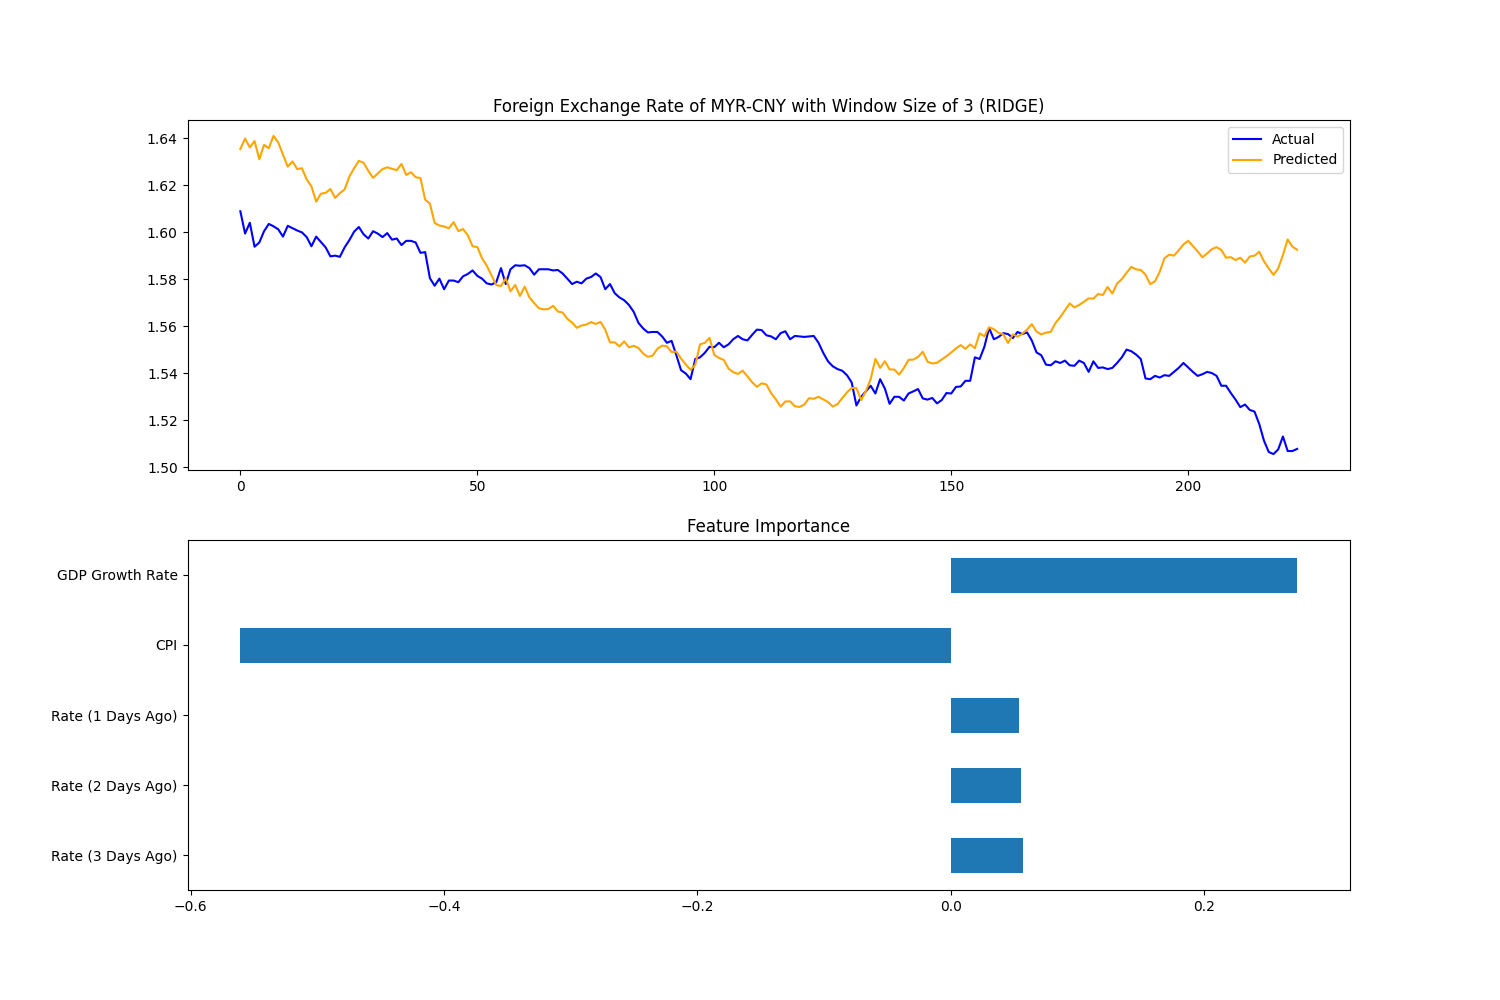 Foreign Exchange Rate of MYR-CNY with Window Size of 3 (RIDGE)
1.64
1.62
1.60
1.58
1.56
1.54
1.52
1.50
Actual
Predicted
0 50 100 150 200
Feature Importance
GDP Growth Rate
CPI
Rate (1 Days Ago)
Rate (2 Days Ago)
Rate (3 Days Ago)
−0.6 −0.4 −0.2 0.0 0.2